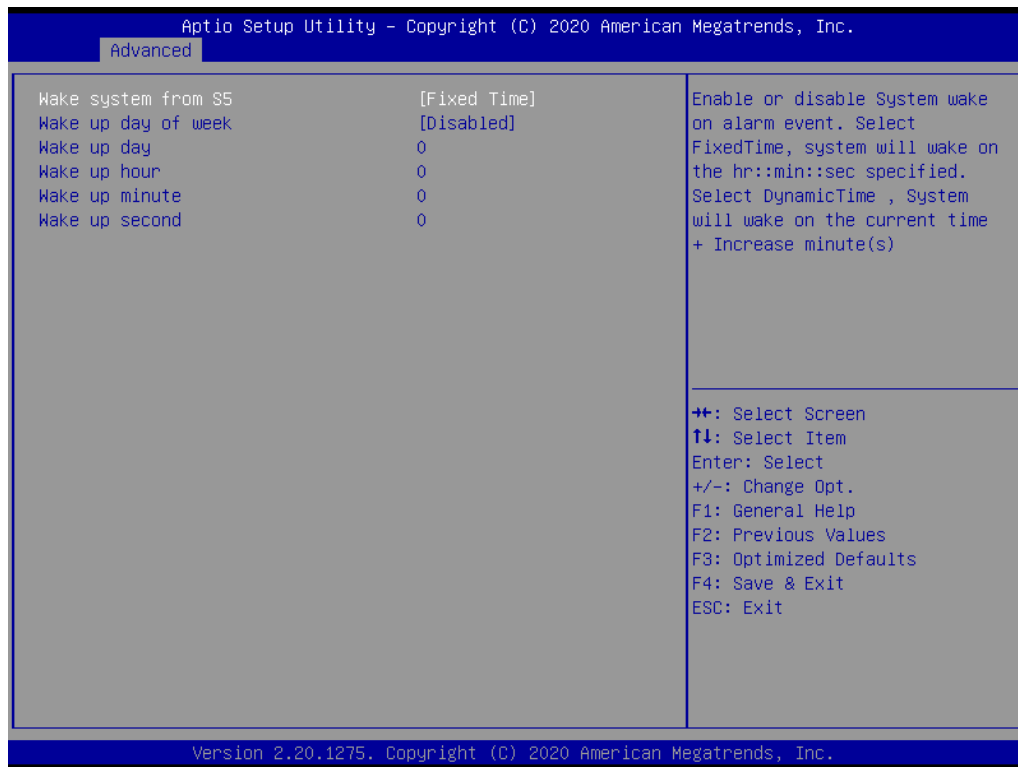 Aptio Setup Utility – Copyright (C) 2020 American Megatrends, Inc.
Advanced
Wake system from S5 [Fixed Time]
Wake up day of week [Disabled]
Wake up day 0
Wake up hour 0
Wake up minute 0
Wake up second 0
Enable or disable System wake
on alarm event. Select
FixedTime, system will wake on
the hr::min::sec specified.
Select DynamicTime , System
will wake on the current time
+ Increase minute(s)
→←: Select Screen
↑↓: Select Item
Enter: Select
+/-: Change Opt.
F1: General Help
F2: Previous Values
F3: Optimized Defaults
F4: Save & Exit
ESC: Exit
Version 2.20.1275. Copyright (C) 2020 American Megatrends, Inc.